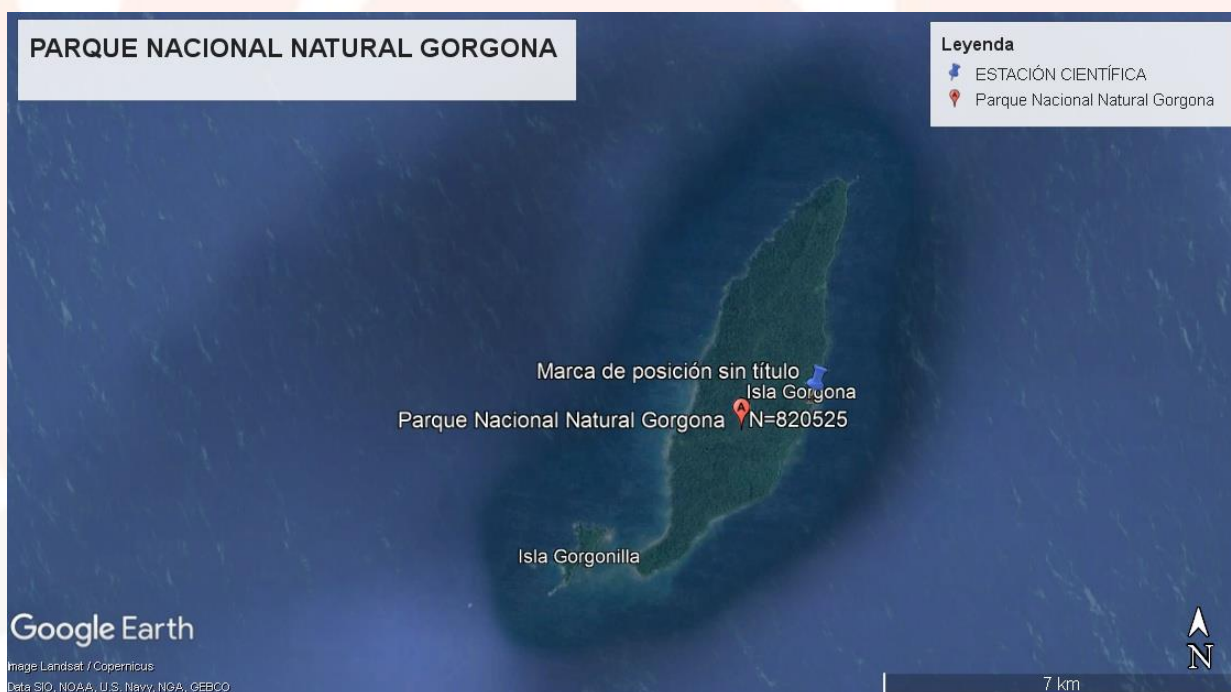 PARQUE NACIONAL NATURAL GORGONA
Leyenda
ESTACIÓN CIENTÍFICA
A Parque Nacional Natural Gorgona
Marca de posición sin título
Isla Gorgona
A
Parque Nacional Natural Gorgona N=820525
Isla Gorgonilla
Google Earth
Image Landsat / Copernicus
Data SIO, NOAA, U.S. Navy, NGA, GEBCO
7 km
N